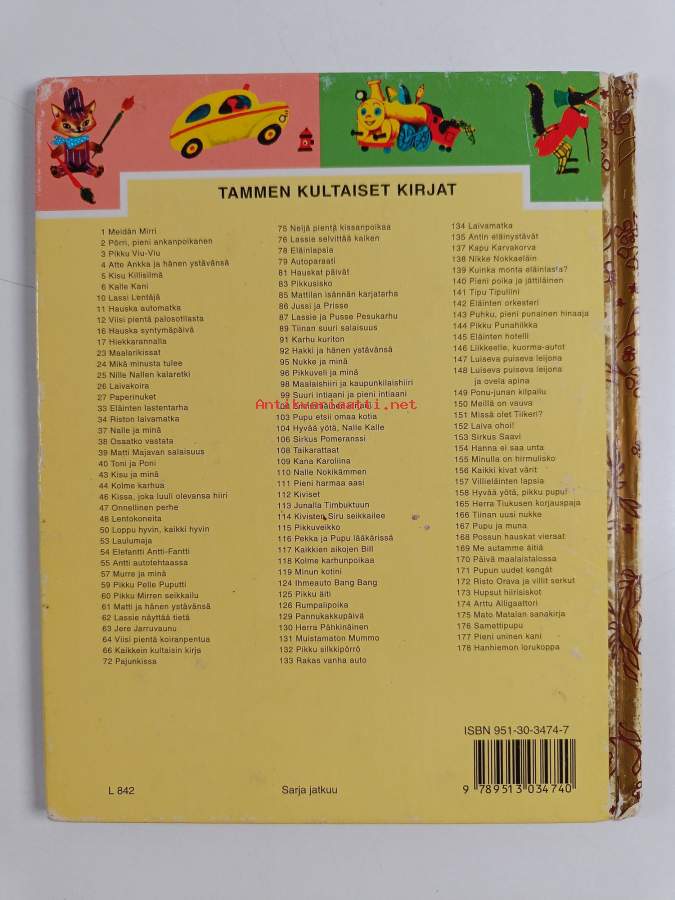 TAMMEN KULTAISET KIRJAT
1 Meidän Mirri
2 Pörri, pieni ankanpoikanen
3 Pikku Viu-Viu
4 Atte Ankka ja hänen ystävänsä
5 Kisu Killisilmä
6 Kalle Kani
10 Lassi Lentäjä
11 Hauska automatka
12 Viisi pientä palosotilasta
16 Hauska syntymäpäivä
17 Hiekkarannalla
23 Maalarikissat
24 Mikä minusta tulee
25 Nille Nallen kalaretki
26 Laivakoira
27 Paperinuket
33 Eläinten lastentarha
34 Riston laivamatka
37 Nalle ja minä
38 Osaatko vastata
39 Matti Majavan salaisuus
40 Toni ja Poni
43 Kisu ja minä
44 Kolme karhua
46 Kissa, joka luuli olevansa hiiri
47 Onnellinen perhe
48 Lentokoneita
50 Loppu hyvin, kaikki hyvin
53 Laulumaja
54 Elefantti Antti-Fantti
55 Antti autotehtaassa
57 Murre ja minä
59 Pikku Pelle Puputti
60 Pikku Mirren seikkailu
61 Matti ja hänen ystävänsä
62 Lassie näyttää tietä
63 Jere Jarruvaunu
64 Viisi pientä koiranpentua
66 Kaikkein kultaisin kirja
72 Pajunkissa
75 Neljä pientä kissanpoikaa
76 Lassie selvittää kaiken
78 Eläinlapsia
79 Autoparaati
81 Hauskat päivät
83 Pikkusisko
85 Mattilan isännän karjatarha
86 Jussi ja Prisse
87 Lassie ja Pusse Pesukarhu
89 Tiinan suuri salaisuus
91 Karhu kuriton
92 Hakki ja hänen ystävänsä
95 Nukke ja minä
96 Pikkuveli ja minä
98 Maalaishiiri ja kaupunkilaishiiri
99 Suuri intiaani ja pieni intiaani
103 Pupu etsii omaa kotia
104 Hyvää yötä, Nalle Kalle
106 Sirkus Pomeranssi
108 Taikarattaat
109 Kana Karoliina
110 Nalle Nokikämmen
111 Pieni harmaa aasi
112 Kiviset
113 Junalla Timbuktuun
114 Kivisten Siru seikkailee
115 Pikkuveikko
116 Pekka ja Pupu lääkärissä
117 Kaikkien aikojen Bill
118 Kolme karhunpoikaa
119 Minun kotini
124 Ihmeauto Bang Bang
125 Pikku äiti
126 Rumpalipoika
129 Pannukakkupäivä
130 Herra Pähkinäinen
131 Muistamaton Mummo
132 Pikku silkkipörrö
133 Rakas vanha auto
134 Laivamatka
135 Antin eläinystävät
137 Kapu Karvakorva
138 Nikke Nokkaeläin
139 Kuinka monta eläinlasta?
140 Pieni poika ja jättiläinen
141 Tipu Tipuliini
142 Eläinten orkesteri
143 Puhku, pieni punainen hinaaja
144 Pikku Punahilkka
145 Eläinten hotelli
146 Liikkeelle, kuorma-autot
147 Luiseva puiseva leijona
148 Luiseva puiseva leijona
ja ovela apina
149 Ponu-junan kilpailu
150 Meillä on vauva
151 Missä olet Tiikeri?
152 Laiva ohoi!
153 Sirkus Saavi
154 Hanna ei saa unta
155 Minulla on hirmulisko
156 Kaikki kivat värit
157 Villieläinten lapsia
158 Hyvää yötä, pikku pupu!
165 Herra Tiukusen korjauspaja
166 Tiinan uusi nukke
167 Pupu ja muna
168 Possun hauskat vieraat
169 Me autamme äitiä
170 Päivä maalaistalossa
171 Pupun uudet kengät
172 Risto Orava ja villit serkut
173 Hupsut hiirisiskot
174 Arttu Alligaattori
175 Mato Matalan sanakirja
176 Samettipupu
177 Pieni uninen kani
178 Hanhiemon lorukoppa
Antikvariaatti.net
L 842
Sarja jatkuu
ISBN 951-30-3474-7
9 789513 034740